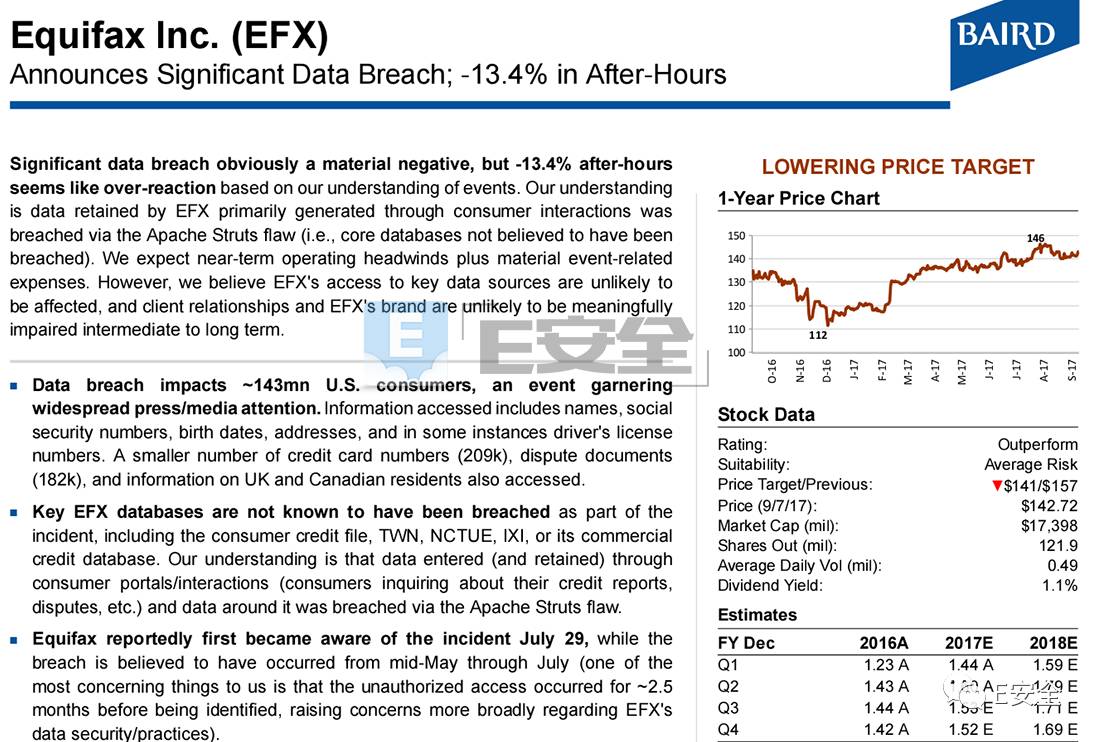 Equifax Inc. (EFX)
Announces Significant Data Breach; -13.4% in After-Hours
BAIRD
Significant data breach obviously a material negative, but -13.4% after-hours
seems like over-reaction based on our understanding of events. Our understanding
is data retained by EFX primarily generated through consumer interactions was
breached via the Apache Struts flaw (i.e., core databases not believed to have been
breached). We expect near-term operating headwinds plus material event-related
expenses. However, we believe EFX's access to key data sources are unlikely to
be affected, and client relationships and EFX's brand are unlikely to be meaningfully
impaired intermediate to long term.
E E安全
Data breach impacts ~143mn U.S. consumers, an event garnering
widespread press/media attention. Information accessed includes names, social
security numbers, birth dates, addresses, and in some instances driver's license
numbers. A smaller number of credit card numbers (209k), dispute documents
(182k), and information on UK and Canadian residents also accessed.
Key EFX databases are not known to have been breached as part of the
incident, including the consumer credit file, TWN, NCTUE, IXI, or its commercial
credit database. Our understanding is that data entered (and retained) through
consumer portals/interactions (consumers inquiring about their credit reports,
disputes, etc.) and data around it was breached via the Apache Struts flaw.
Equifax reportedly first became aware of the incident July 29, while the
breach is believed to have occurred from mid-May through July (one of the
most concerning things to us is that the unauthorized access occurred for ~2.5
months before being identified, raising concerns more broadly regarding EFX's
data security/practices).
LOWERING PRICE TARGET
1-Year Price Chart
150
140
130
120
110
100
146
112
O-16 N-16 D-16 J-17 F-17 M-17 A-17 M-17 J-17 J-17 A-17 S-17
Stock Data
Rating: Outperform
Suitability: Average Risk
Price Target/Previous: ▼$141/$157
Price (9/7/17): $142.72
Market Cap (mil): $17,398
Shares Out (mil): 121.9
Average Daily Vol (mil): 0.49
Dividend Yield: 1.1%
Estimates
FY Dec 2016A 2017E 2018E
Q1 1.23 A 1.44 A 1.59 E
Q2 1.43 A A
Q3 1.44 A 1.71 E
Q4 1.42 A 1.52 E 1.69 E
E安全